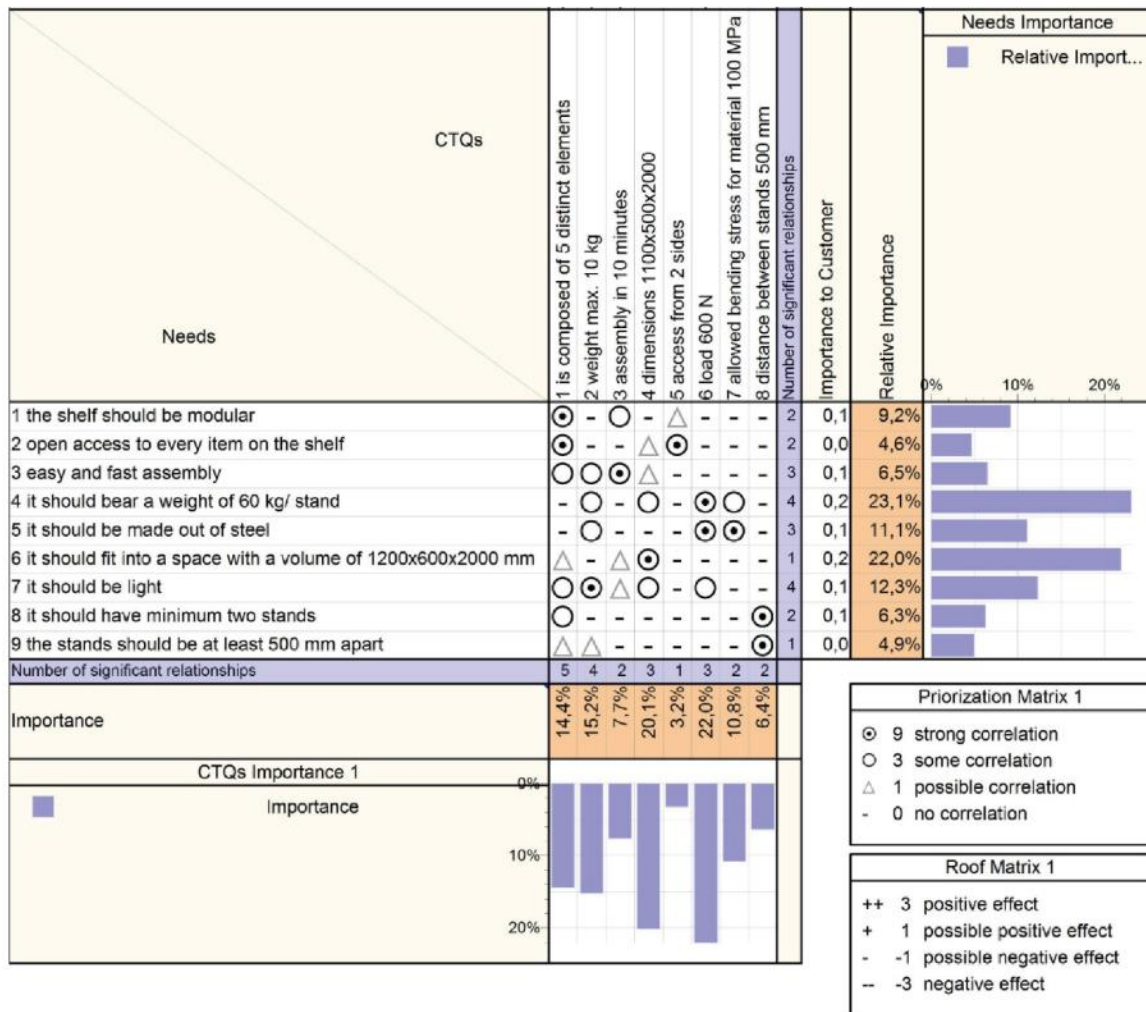 Needs Importance
Relative Import...
CTQs
Needs
1 is composed of 5 distinct elements
2 weight max. 10 kg
3 assembly in 10 minutes
4 dimensions 1100x500x2000
5 access from 2 sides
6 load 600 N
7 allowed bending stress for material 100 MPa
8 distance between stands 500 mm
Number of significant relationships
Importance to Customer
Relative Importance
0% 10% 20%
1 the shelf should be modular - - - - - 2 0,1 9,2%
2 open access to every item on the shelf - - - - - 2 0,0 4,6%
3 easy and fast assembly - - - - 3 0,1 6,5%
4 it should bear a weight of 60 kg/ stand - - - - 4 0,2 23,1%
5 it should be made out of steel - - - - - 3 0,1 11,1%
6 it should fit into a space with a volume of 1200x600x2000 mm - - - - - 1 0,2 22,0%
7 it should be light - - - 4 0,1 12,3%
8 it should have minimum two stands - - - - - - 2 0,1 6,3%
9 the stands should be at least 500 mm apart - - - - - 1 0,0 4,9%
Number of significant relationships 5 4 2 3 1 3 2 2
Importance 14,4% 15,2% 7,7% 20,1% 3,2% 22,0% 10,8% 6,4%
CTQs Importance 1
Importance
0%
10%
20%
Priorization Matrix 1
9 strong correlation
3 some correlation
1 possible correlation
- 0 no correlation
Roof Matrix 1
++ 3 positive effect
+ 1 possible positive effect
- -1 possible negative effect
-- -3 negative effect